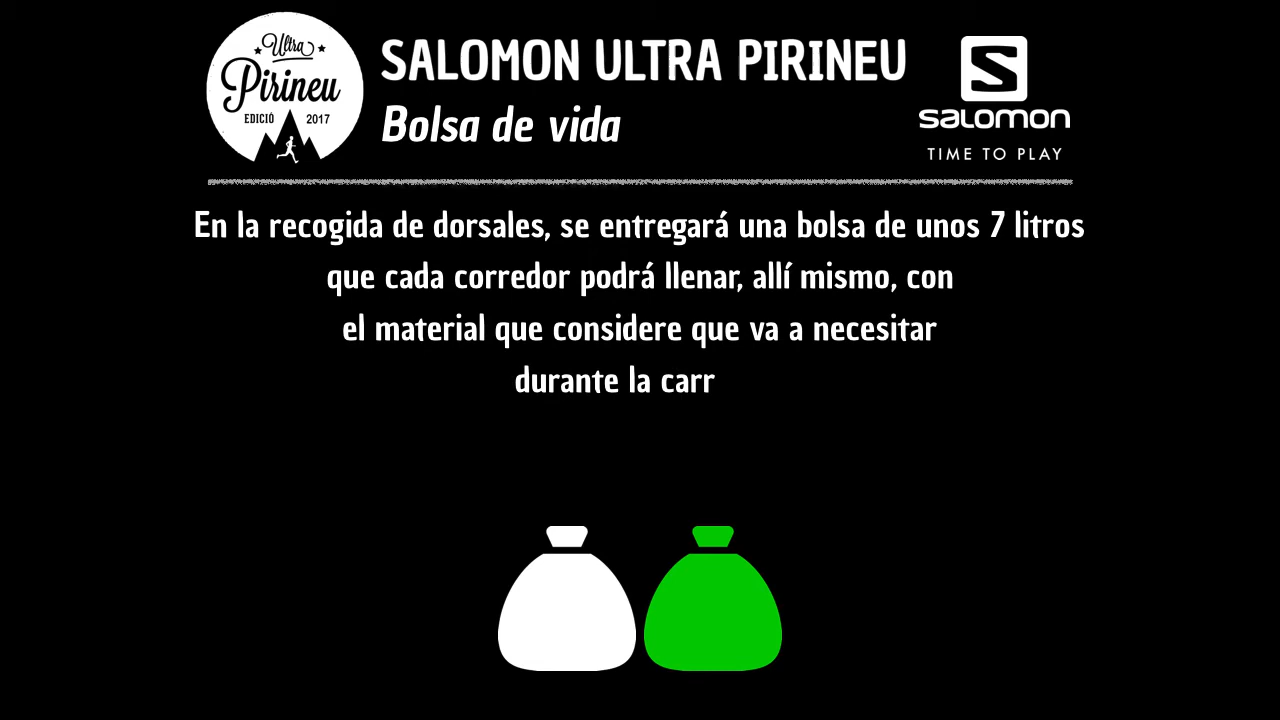 Ultra
Pirineu
EDICIÓ 2017
SALOMON ULTRA PIRINEU
Bolsa de vida
salomon
TIME TO PLAY
En la recogida de dorsales, se entregará una bolsa de unos 7 litros
que cada corredor podrá llenar, allí mismo, con
el material que considere que va a necesitar
durante la carr